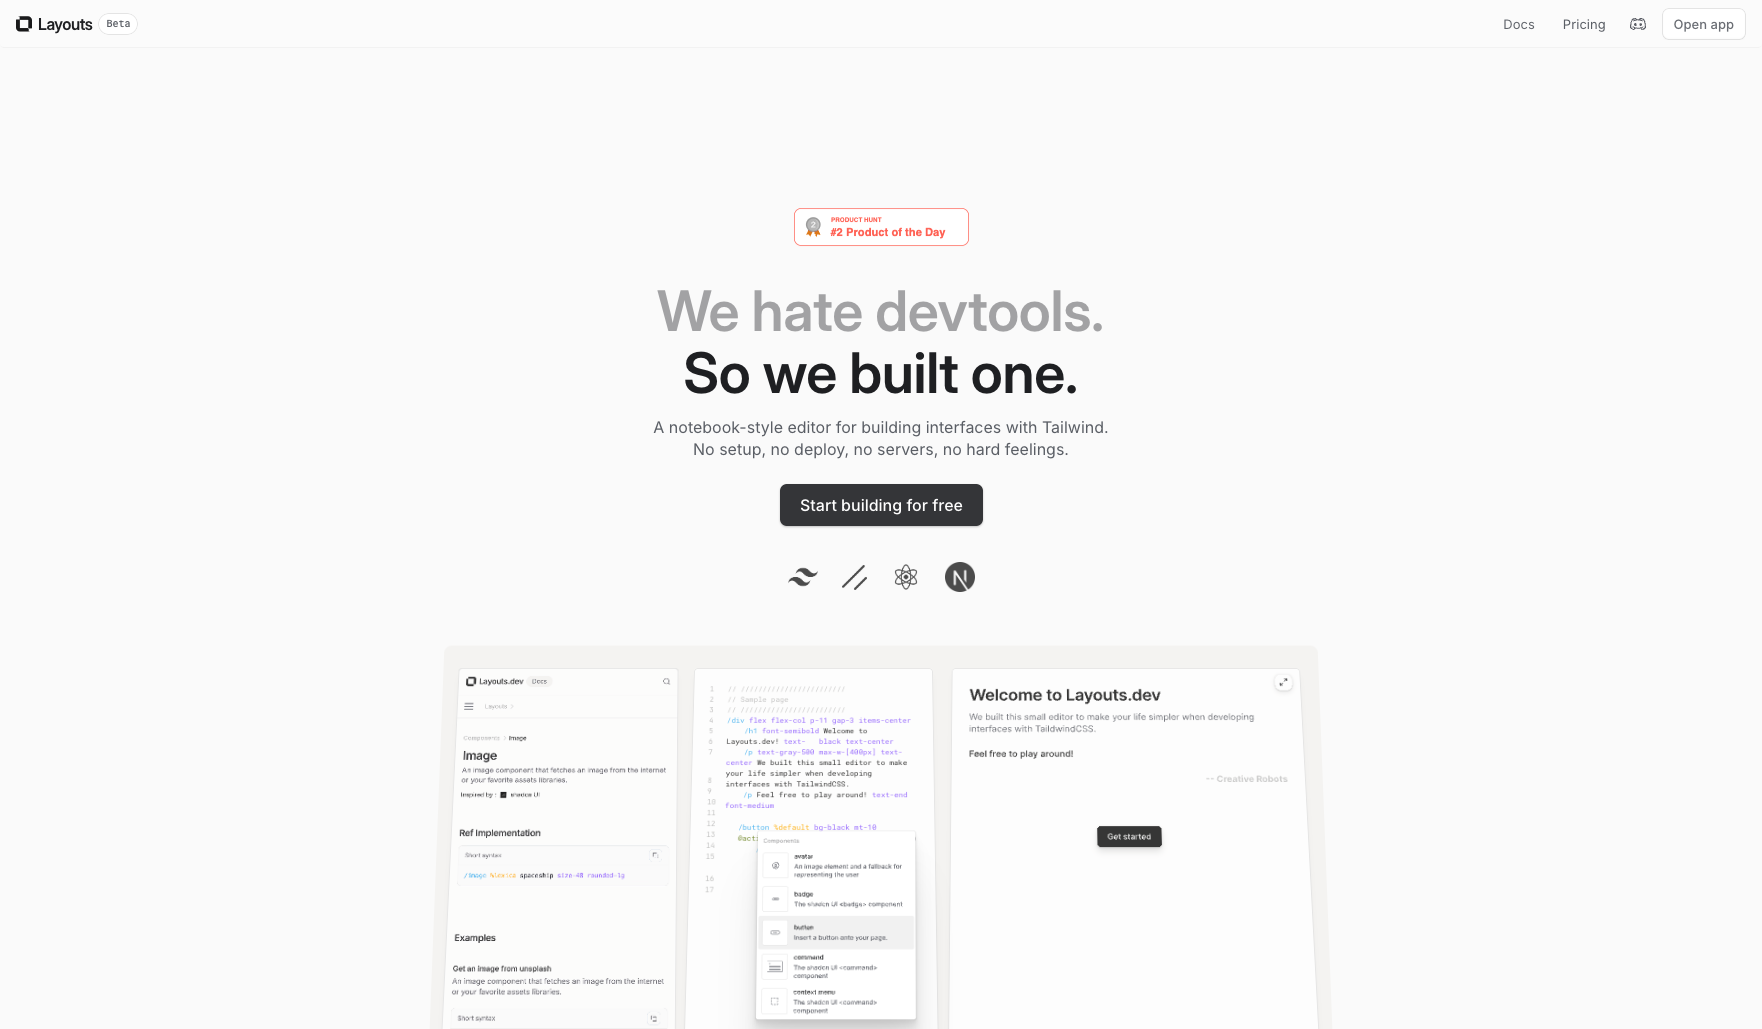 Layouts Beta
Docs Pricing Open app
PRODUCT HUNT
#2 Product of the Day
We hate devtools.
So we built one.
A notebook-style editor for building interfaces with Tailwind.
No setup, no deploy, no servers, no hard feelings.
Start building for free
Layouts.dev Docs
Layouts >
Components > Image
Image
An image component that fetches an image from the internet
or your favorite assets libraries.
Inspired by shadcn UI
Ref Implementation
Short syntax
/image %lexica spaceship size-48 rounded-lg
Examples
Get an image from unsplash
An image component that fetches an image from the internet
or your favorite assets libraries.
Short syntax
1 // ////////////////////////
2 // Sample page
3 // ////////////////////////
4 /div flex flex-col p-11 gap-3 items-center
5 /h1 font-semibold Welcome to
6 Layouts.dev! text- black text-center
7 /p text-gray-500 max-w-[400px] text-
center We built this small editor to make
your life simpler when developing
8 interfaces with TailwindCSS.
9 /p Feel free to play around! text-end
10 font-medium
11
12 /button %default bg-black mt-10
13 @acti
14
15
16
17
Components
avatar
An image element and a fallback for
representing the user
badge
The shadcn UI <badge> component
button
Insert a button onto your page.
command
The shadcn UI <command>
component
context menu
The shadcn UI <command>
component
Welcome to Layouts.dev
We built this small editor to make your life simpler when developing
interfaces with TaildwindCSS.
Feel free to play around!
-- Creative Robots
Get started